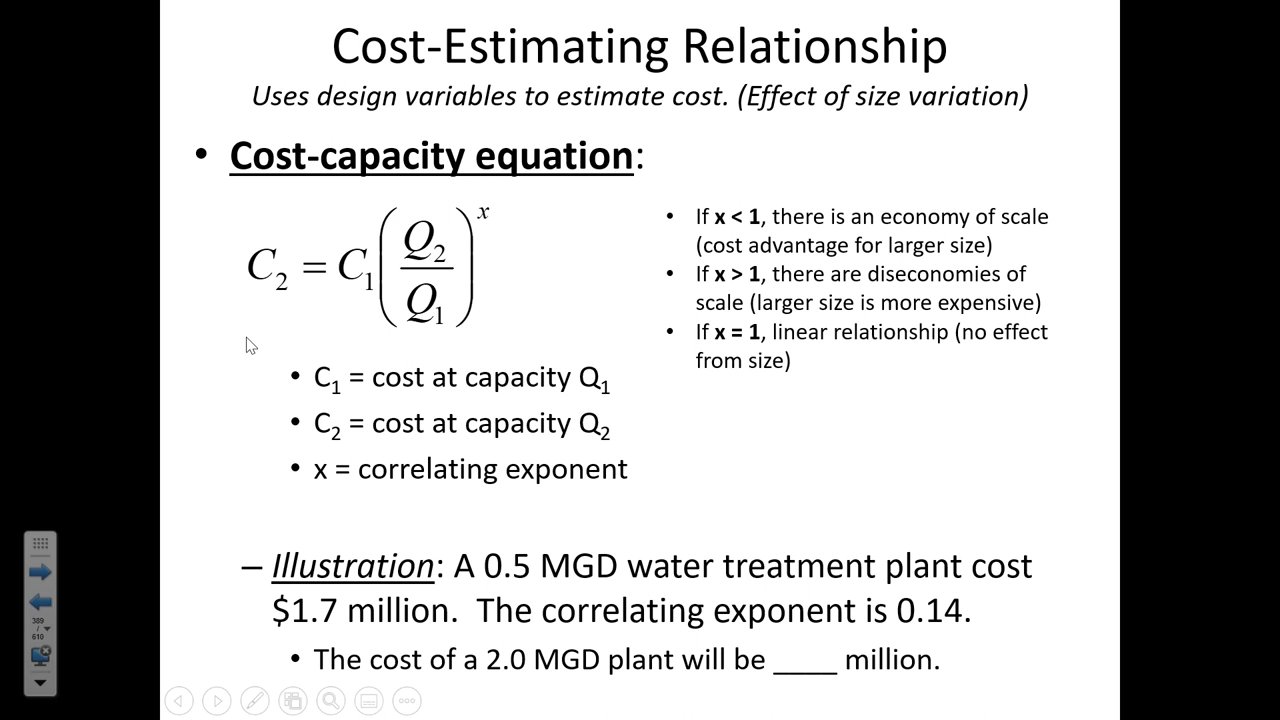 Cost-Estimating Relationship
Uses design variables to estimate cost. (Effect of size variation)
• Cost-capacity equation:
C₂ = C₁(Q₂/Q₁)ˣ
• If x < 1, there is an economy of scale
(cost advantage for larger size)
• If x > 1, there are diseconomies of
scale (larger size is more expensive)
• If x = 1, linear relationship (no effect
from size)
• C₁ = cost at capacity Q₁
• C₂ = cost at capacity Q₂
• x = correlating exponent
– Illustration: A 0.5 MGD water treatment plant cost
$1.7 million. The correlating exponent is 0.14.
• The cost of a 2.0 MGD plant will be ____ million.
389
/
610